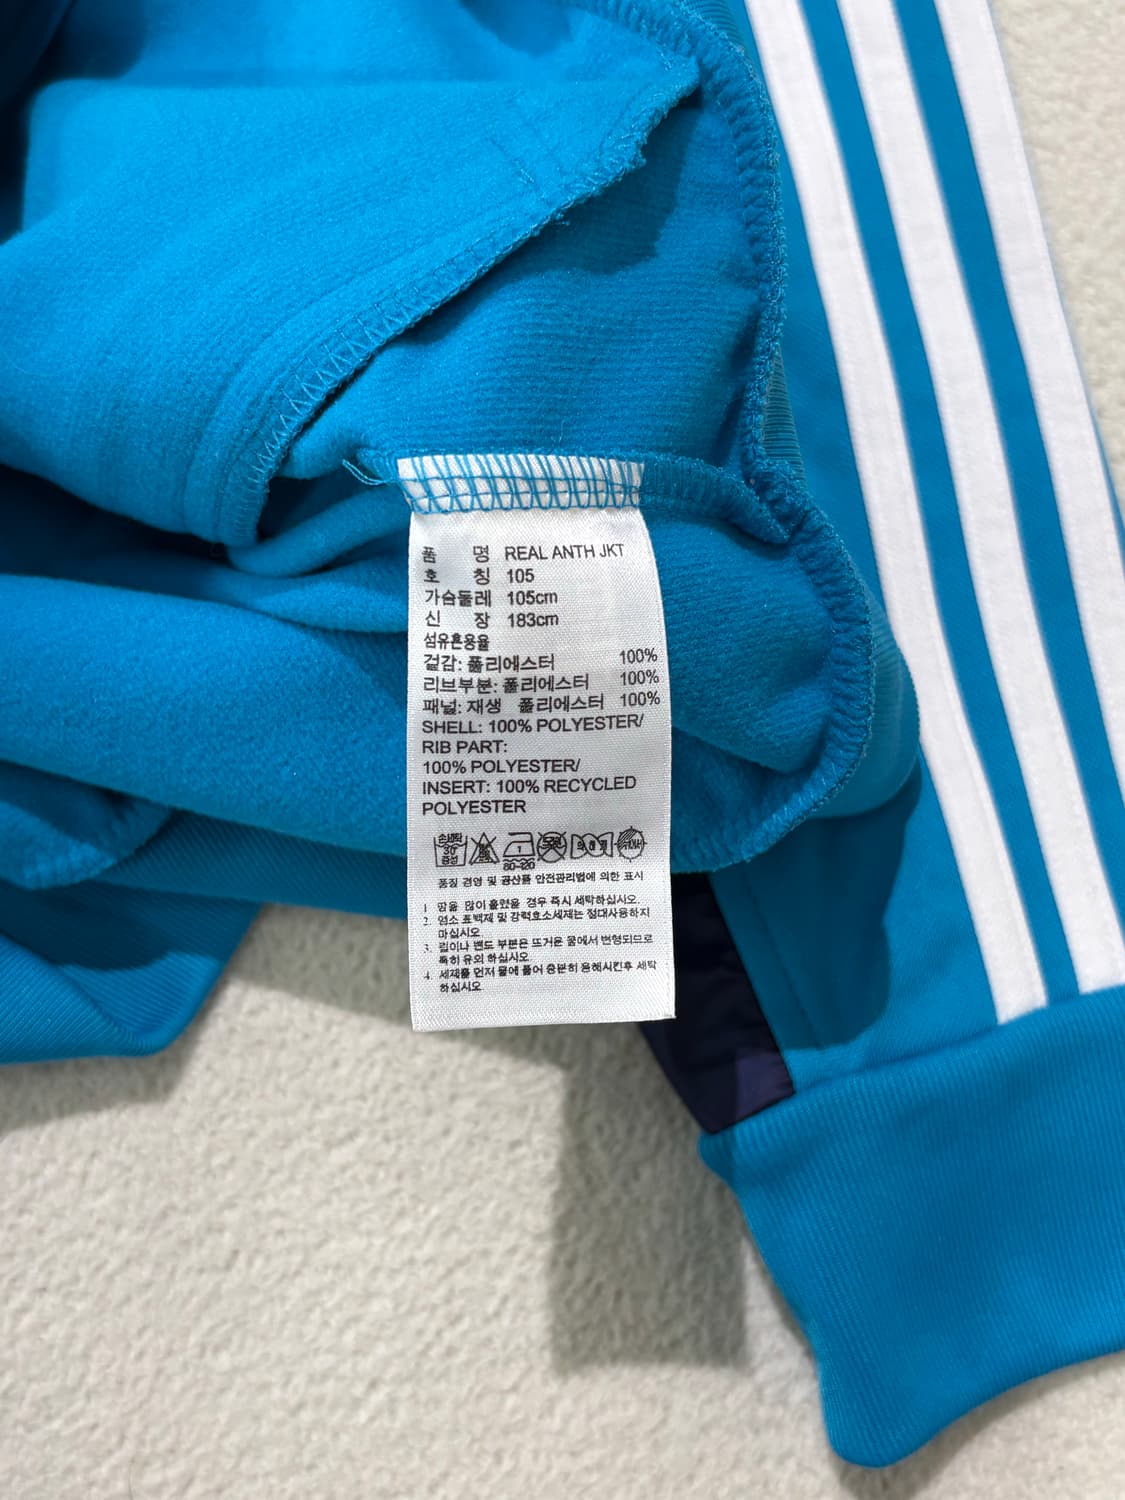 품 명 REAL ANTH JKT
호 칭 105
가슴둘레 105cm
신 장 183cm
섬유혼용율
겉감: 폴리에스터 100%
리브부분: 폴리에스터 100%
패널: 재생 폴리에스터 100%
SHELL: 100% POLYESTER/
RIB PART:
100% POLYESTER/
INSERT: 100% RECYCLED
POLYESTER
손세탁
30
중성
1
80-120
품질 경영 및 공산품 안전관리법에 의한 표시
1 땀을 많이 흘렸을 경우 즉시 세탁하십시오.
2. 염소 표백제 및 강력효소세제는 절대사용하지
마십시오.
3. 립이나 밴드 부분은 뜨거운 물에서 변형되므로
특히 유의 하십시오
4. 세제를 먼저 물에 풀어 충분히 용해시킨후 세탁
하십시오